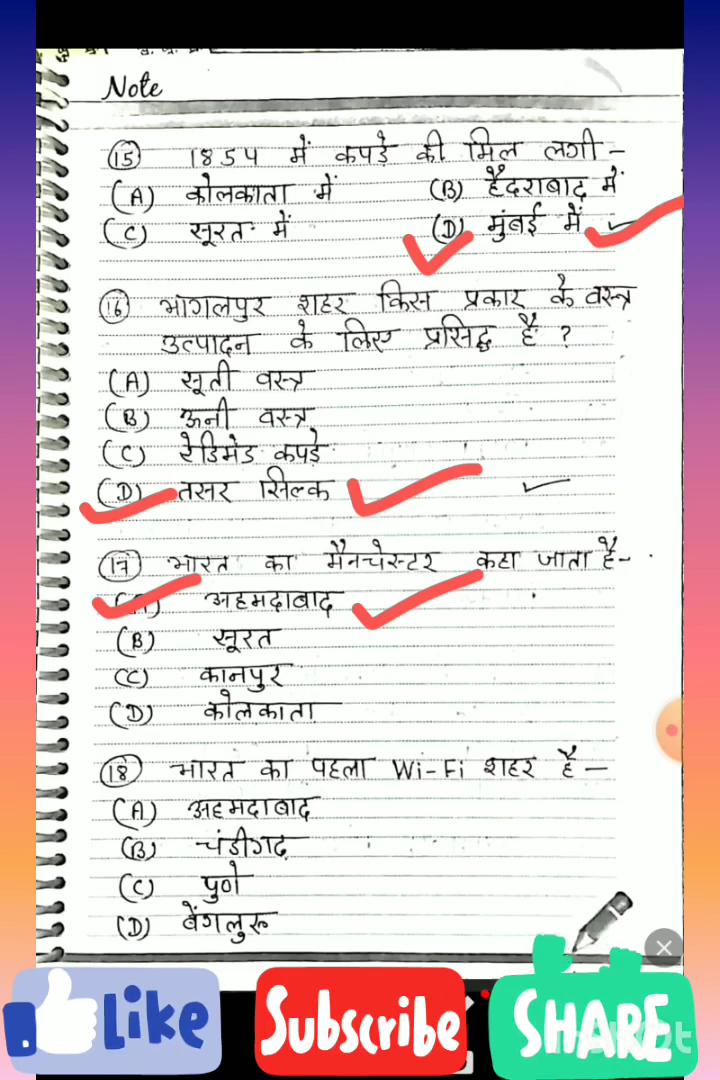 Note
(15) 1854 में कपड़े की मिल लगी -
(A) कोलकाता में (B) हैदराबाद में
(C) सूरत में (D) मुंबई में
(16) भागलपुर शहर किस प्रकार के वस्त्र
उत्पादन के लिए प्रसिद्ध है ?
(A) सूती वस्त्र
(B) ऊनी वस्त्र
(C) रेडिमेड कपड़े
(D) तसर सिल्क
(17) भारत का मैनचेस्टर कहा जाता है-
(A) अहमदाबाद
(B) सूरत
(C) कानपुर
(D) कोलकाता
(18) भारत का पहला Wi-Fi शहर है -
(A) अहमदाबाद
(B) चंडीगढ़
(C) पुणे
(D) बेंगलुरू
Like Subscribe SHARE